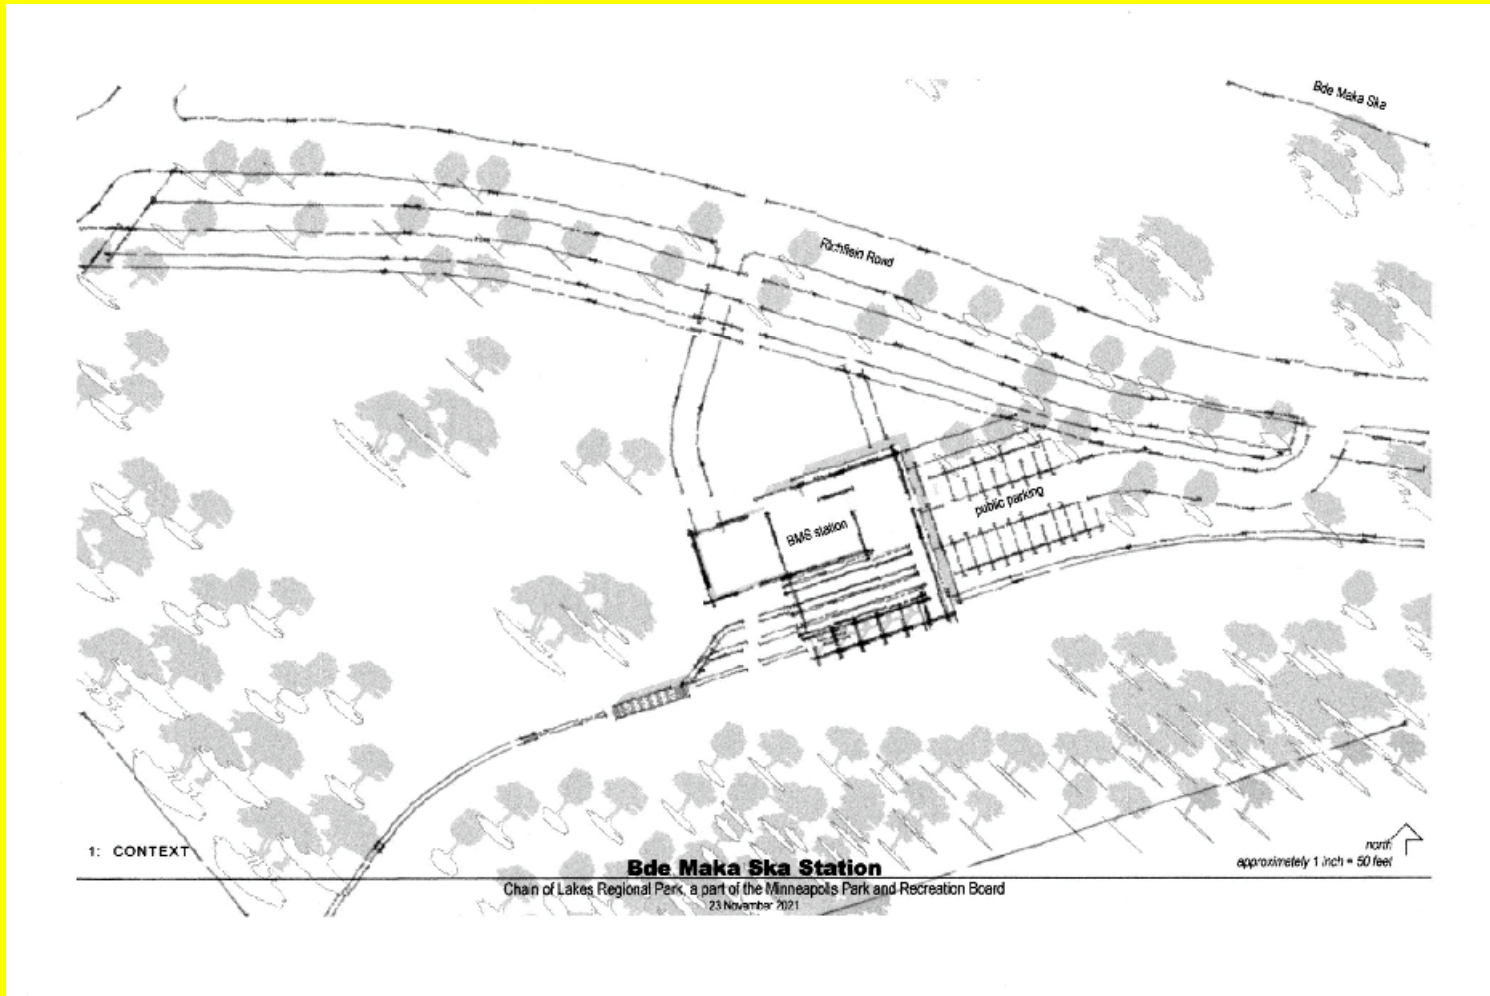 Bde Maka Ska
Richfiein Road
public parking
BMS station
1: CONTEXT
north
approximately 1 inch = 50 feet
Bde Maka Ska Station
Chain of Lakes Regional Park, a part of the Minneapolis Park and Recreation Board
23 November 2021